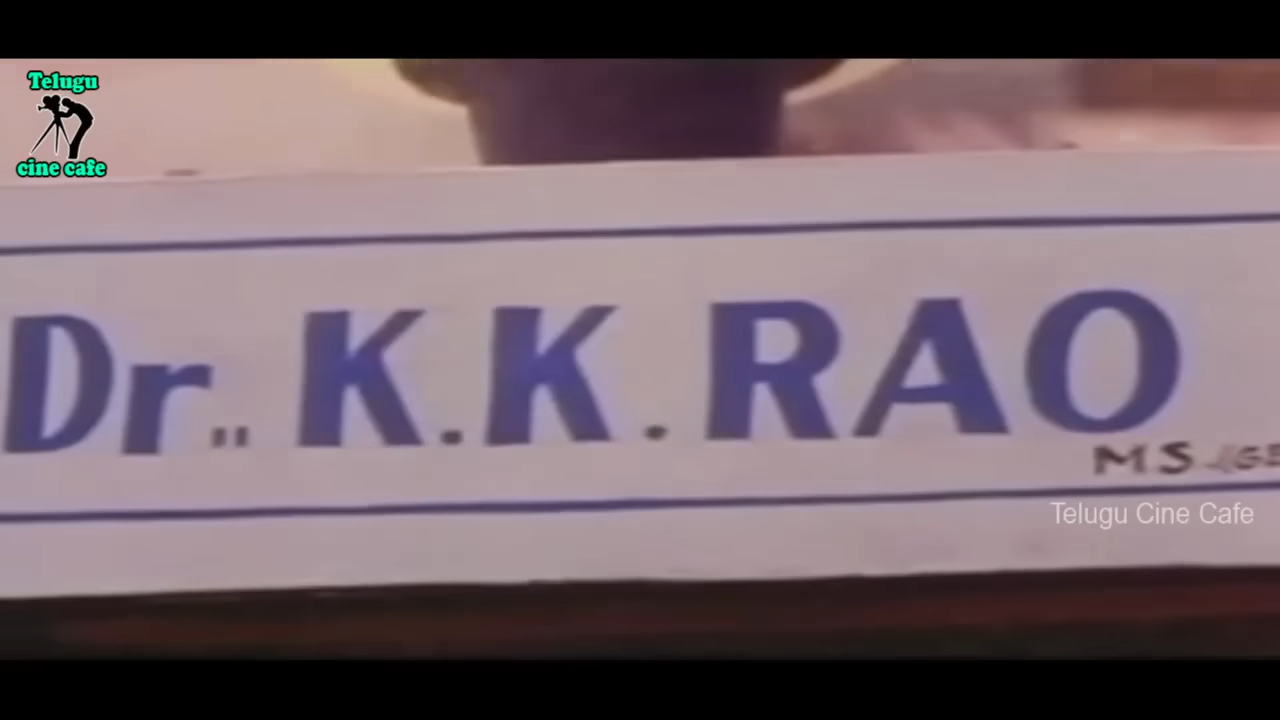 Telugu
cine cafe
Dr.. K.K.RAO
M S
Telugu Cine Cafe